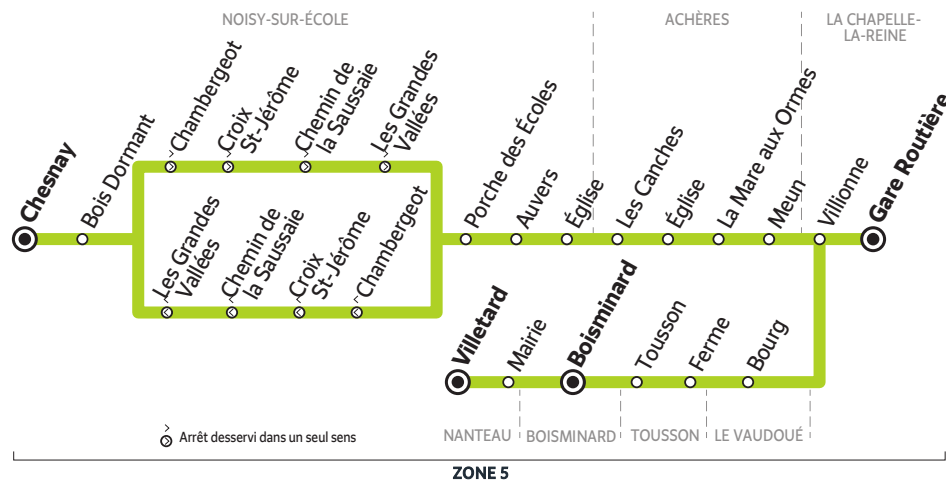 NOISY-SUR-ÉCOLE
ACHÈRES
LA CHAPELLE-
LA-REINE
Chesnay
Bois Dormant
Chambergeot
Croix
St-Jérôme
Chemin de
la Saussaie
Les Grandes
Vallées
Porche des Écoles
Auvers
Église
Les Canches
Église
La Mare aux Ormes
Meun
Villionne
Gare Routière
Les Grandes
Vallées
Chemin de
la Saussaie
Croix
St-Jérôme
Chambergeot
Villetard
Mairie
Boisminard
Tousson
Ferme
Bourg
Arrêt desservi dans un seul sens
NANTEAU
BOISMINARD
TOUSSON
LE VAUDOUÉ
ZONE 5